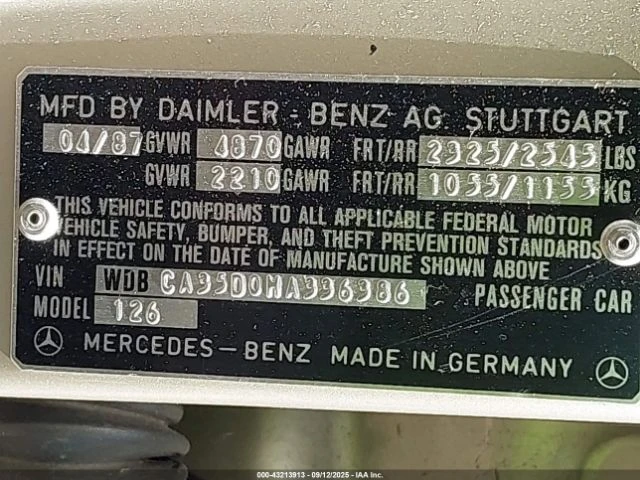 MFD BY DAIMLER - BENZ AG STUTTGART
04/87 GVWR 4870 GAWR FRT/RR 2325/2545 LBS
GVWR 2210 GAWR FRT/RR 1055/1155 KG
THIS VEHICLE CONFORMS TO ALL APPLICABLE FEDERAL MOTOR
VEHICLE SAFETY, BUMPER, AND THEFT PREVENTION STANDARDS
IN EFFECT ON THE DATE OF MANUFACTURE SHOWN ABOVE
VIN WDB CA35D0HA336386 PASSENGER CAR
MODEL 126
MERCEDES-BENZ MADE IN GERMANY
000-43213913 - 09/12/2025 - IAA Inc.